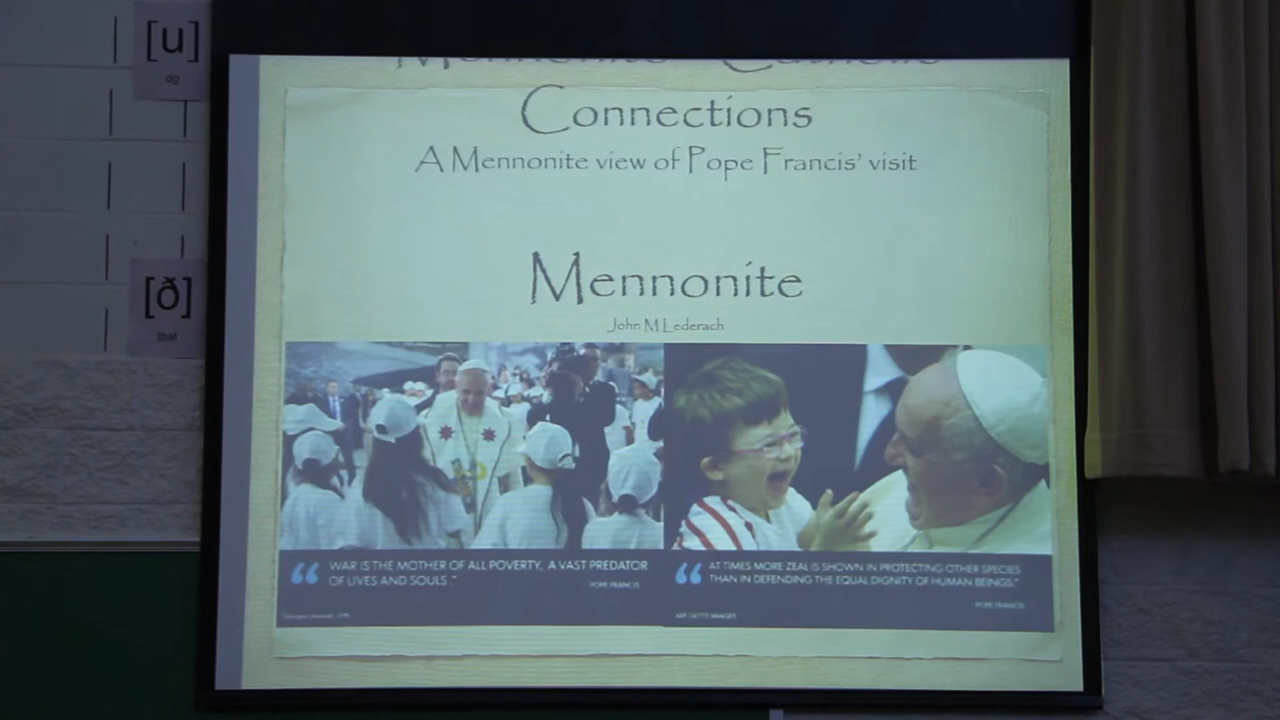 [u]
Mennonite Catholic
Connections
A Mennonite view of Pope Francis' visit
Mennonite
John M Lederach
[ð]
WAR IS THE MOTHER OF ALL POVERTY, A VAST PREDATOR
OF LIVES AND SOULS."
POPE FRANCIS
AT TIMES MORE ZEAL IS SHOWN IN PROTECTING OTHER SPECIES
THAN IN DEFENDING THE EQUAL DIGNITY OF HUMAN BEINGS."
POPE FRANCIS
AFP, GETTY IMAGES